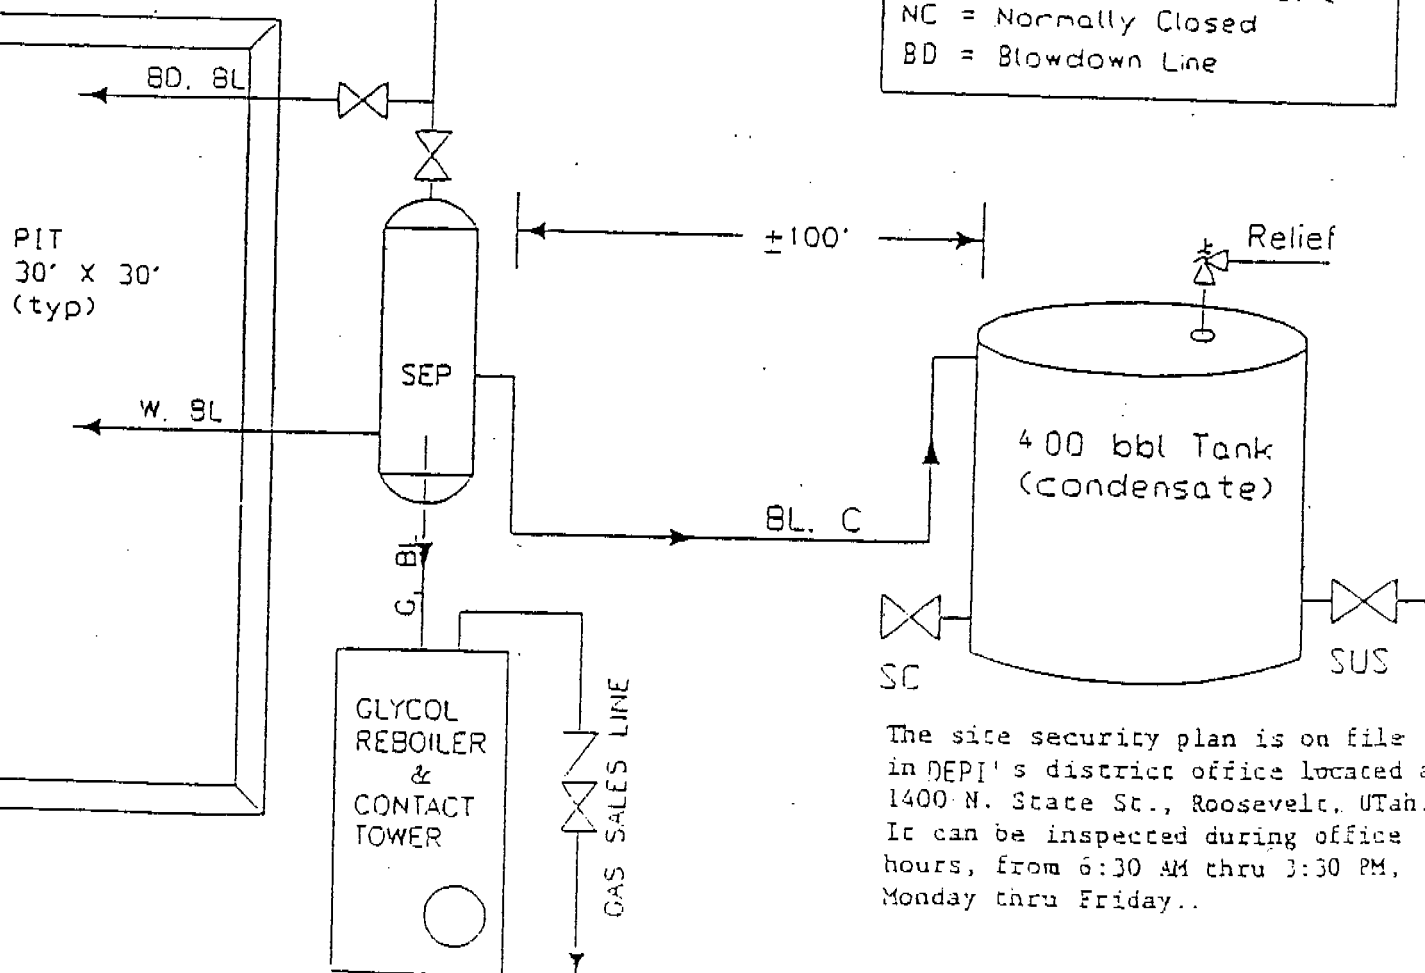 NC = Normally Closed
BD = Blowdown Line
BD. BL
PIT
30' X 30'
(typ)
±100'
Relief
SEP
W. BL
400 bbl Tank
(condensate)
BL. C
G. BL
SC
SUS
GLYCOL
REBOILER
&
CONTACT
TOWER
GAS SALES LINE
The site security plan is on file
in DEPI's district office located a
1400 N. State St., Roosevelt, UTah.
It can be inspected during office
hours, from 6:30 AM thru 3:30 PM,
Monday thru Friday..